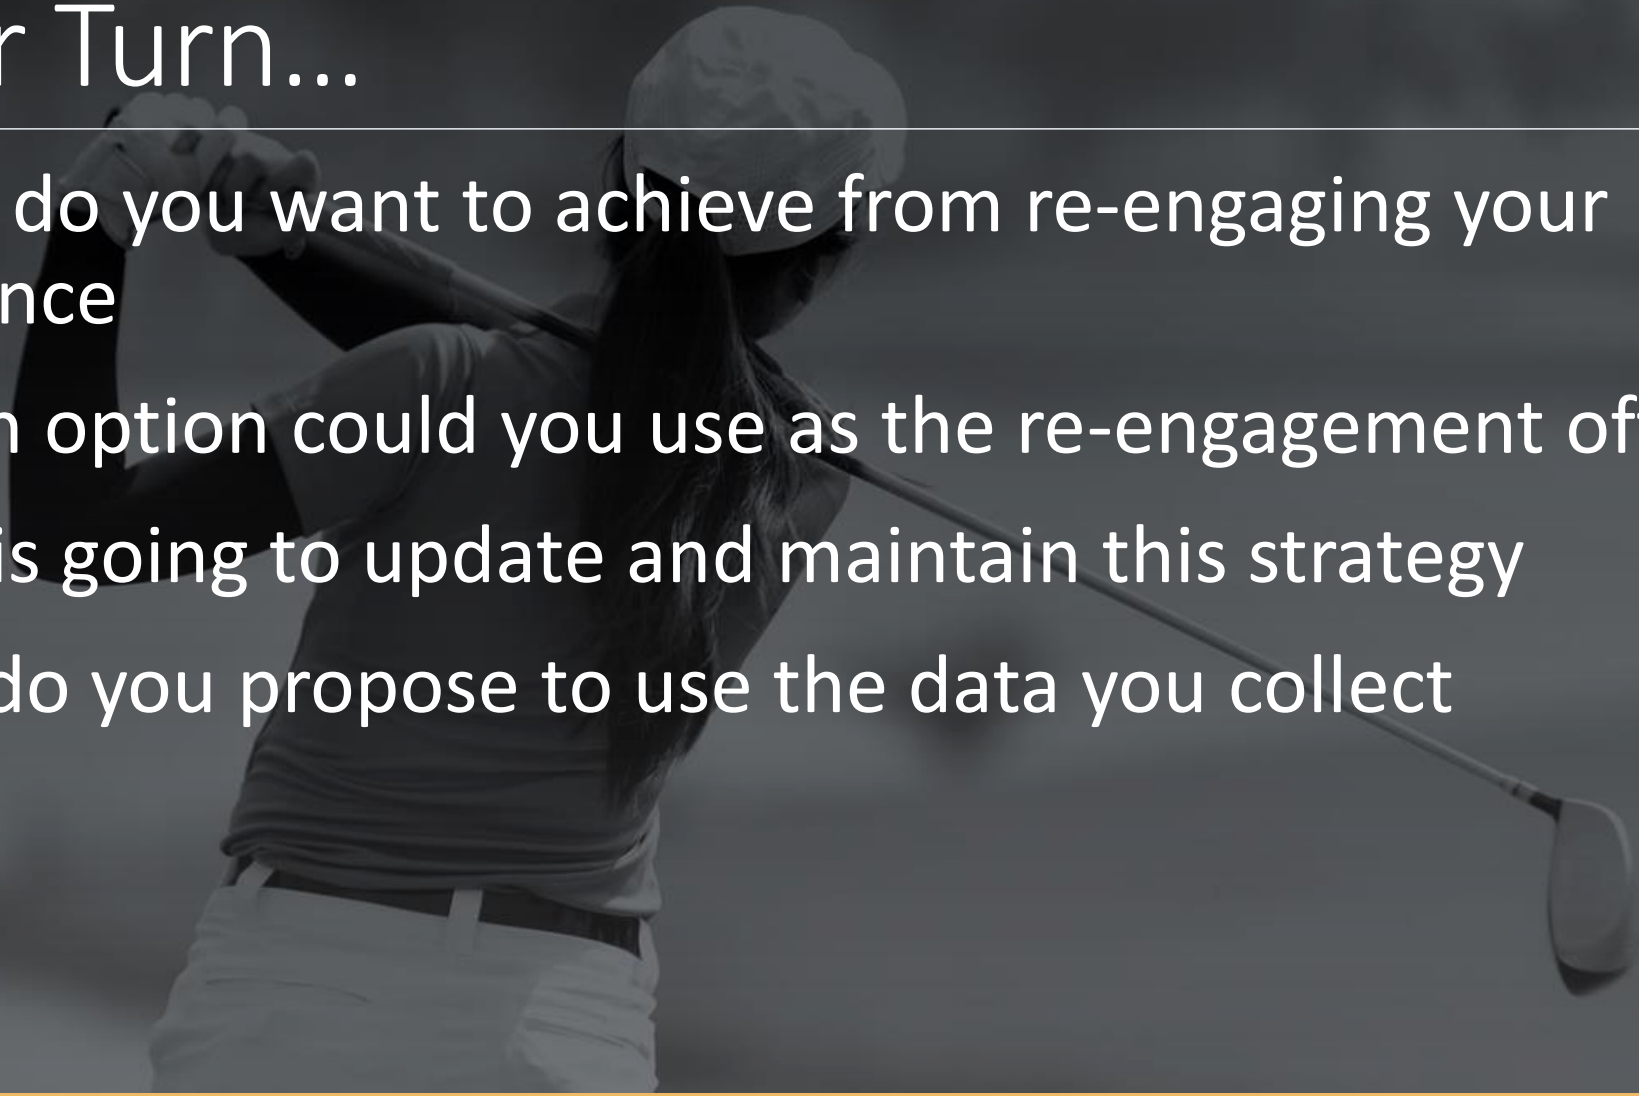 r Turn...
do you want to achieve from re-engaging your
nce
n option could you use as the re-engagement of
is going to update and maintain this strategy
do you propose to use the data you collect